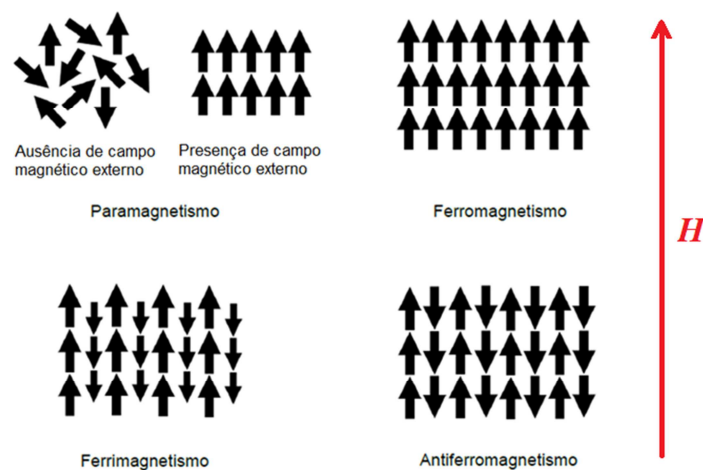 Ausência de campo
magnético externo
Presença de campo
magnético externo
Paramagnetismo
Ferromagnetismo
H
Ferrimagnetismo
Antiferromagnetismo